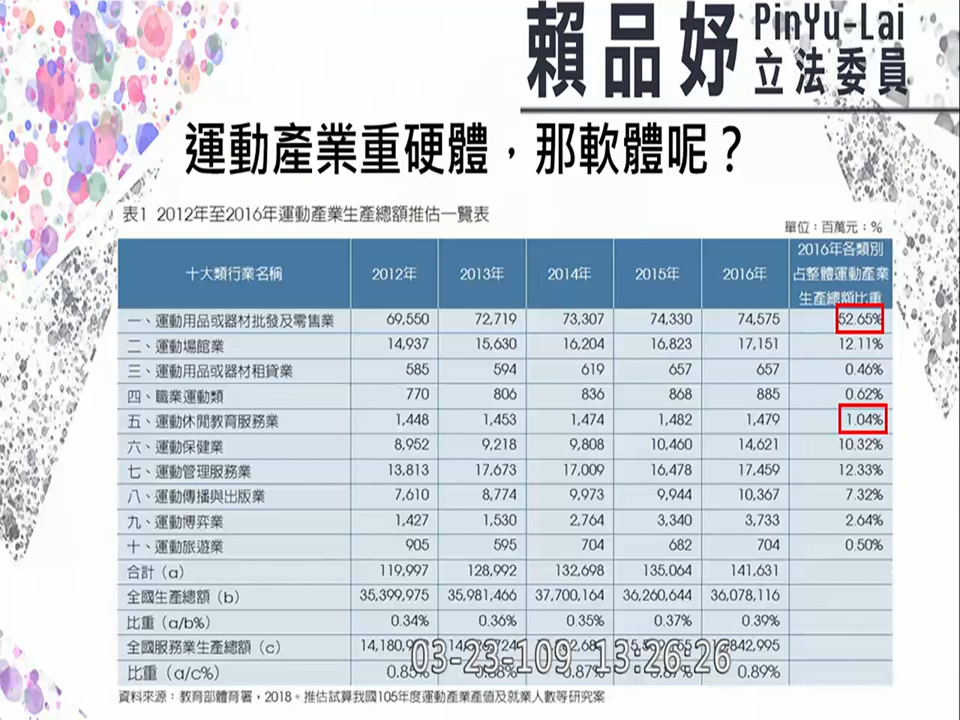 賴品妤 PinYu-Lai
立法委員
運動產業重硬體，那軟體呢？
表1 2012年至2016年運動產業生產總額推估一覽表
單位：百萬元；%
十大類行業名稱 2012年 2013年 2014年 2015年 2016年 2016年各類別占整體運動產業生產總額比重
一、運動用品或器材批發及零售業 69,550 72,719 73,307 74,330 74,575 52.65%
二、運動場館業 14,937 15,630 16,204 16,823 17,151 12.11%
三、運動用品或器材租賃業 585 594 619 657 657 0.46%
四、職業運動類 770 806 836 868 885 0.62%
五、運動休閒教育服務業 1,448 1,453 1,474 1,482 1,479 1.04%
六、運動保健業 8,952 9,218 9,808 10,460 14,621 10.32%
七、運動管理服務業 13,813 17,673 17,009 16,478 17,459 12.33%
八、運動傳播與出版業 7,610 8,774 9,973 9,944 10,367 7.32%
九、運動博弈業 1,427 1,530 2,764 3,340 3,733 2.64%
十、運動旅遊業 905 595 704 682 704 0.50%
合計（a） 119,997 128,992 132,698 135,064 141,631
全國生產總額（b） 35,399,975 35,981,466 37,700,164 36,260,644 36,078,116
比重（a/b%） 0.34% 0.36% 0.35% 0.37% 0.39%
全國服務業生產總額（c）
比重（a/c%） 0.89%
03-23-109 13:26:26
資料來源：教育部體育署，2018。推估試算我國105年度運動產業產值及就業人數等研究案